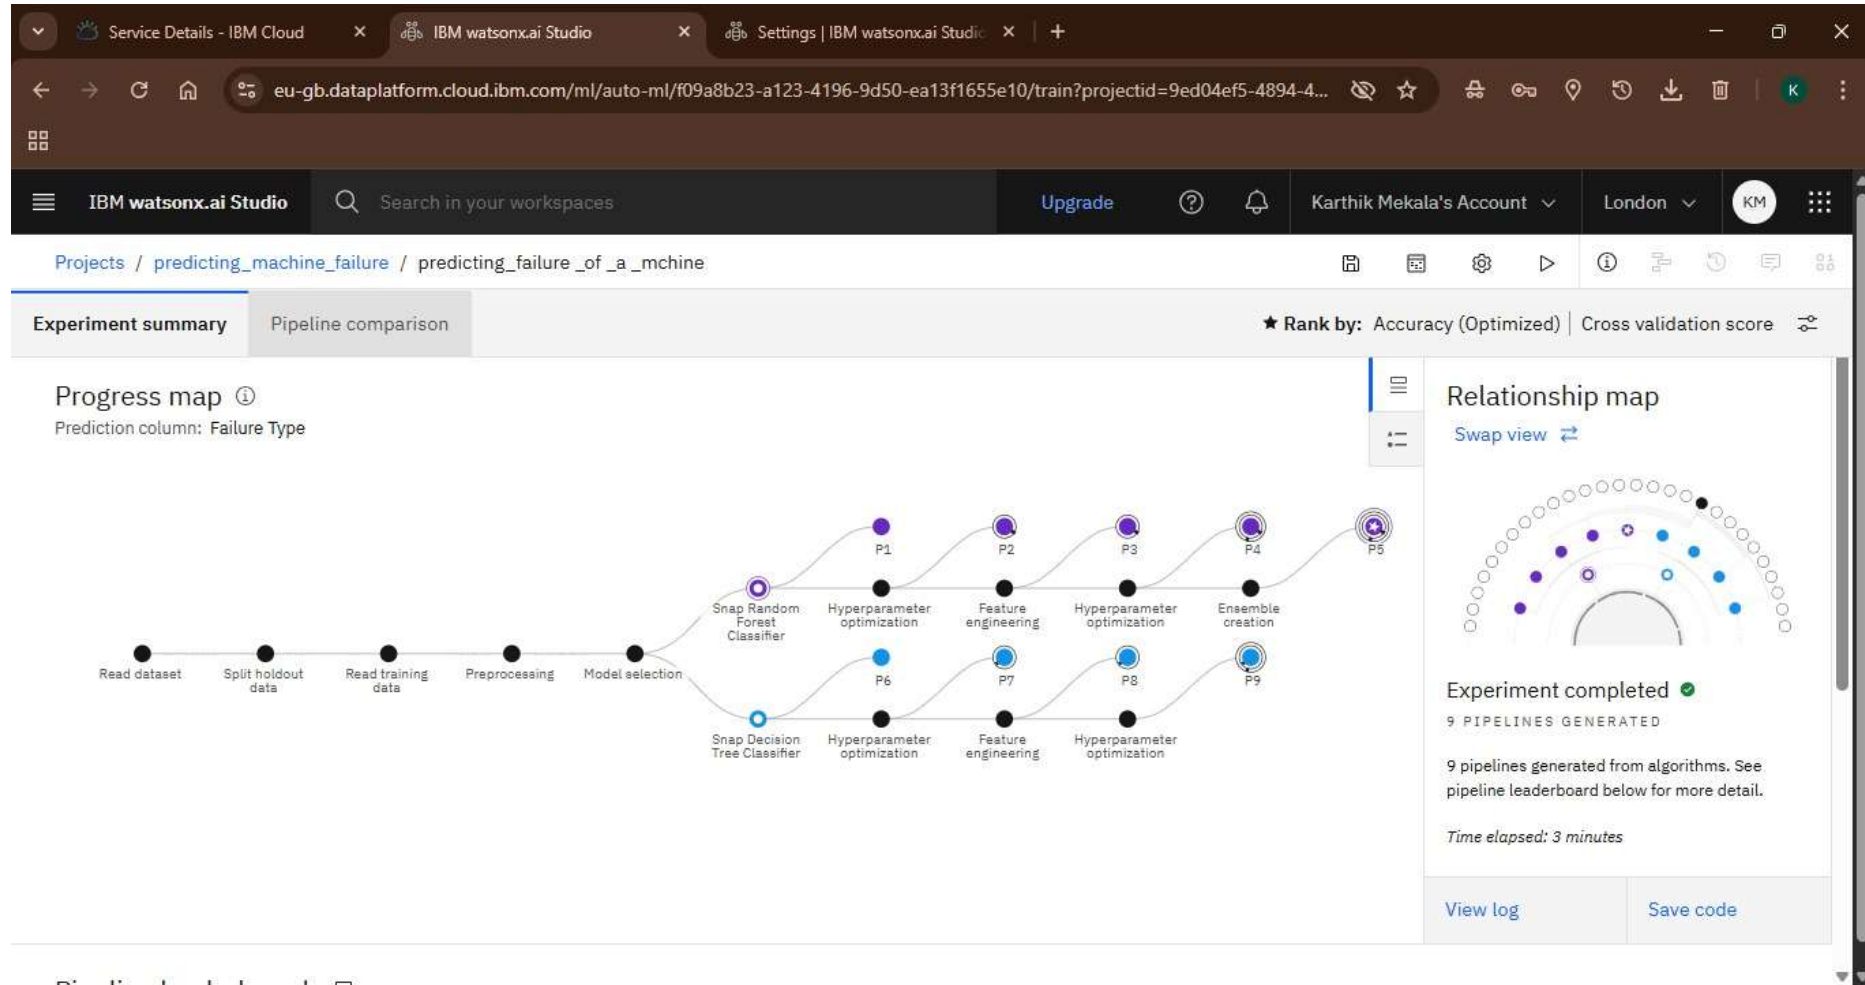 Service Details - IBM Cloud
IBM watsonx.ai Studio
Settings | IBM watsonx.ai Studio
eu-gb.dataplatform.cloud.ibm.com/ml/auto-ml/f09a8b23-a123-4196-9d50-ea13f1655e10/train?projectid=9ed04ef5-4894-4...
K
IBM watsonx.ai Studio
Search in your workspaces
Upgrade
Karthik Mekala's Account
London
KM
Projects / predicting_machine_failure / predicting_failure _of _a _mchine
Experiment summary
Pipeline comparison
Rank by: Accuracy (Optimized) | Cross validation score
Progress map
Prediction column: Failure Type
P1
P2
P3
P4
P5
Snap Random
Forest
Classifier
Hyperparameter
optimization
Feature
engineering
Hyperparameter
optimization
Ensemble
creation
Read dataset
Split holdout
data
Read training
data
Preprocessing
Model selection
P6
P7
P8
P9
Snap Decision
Tree Classifier
Hyperparameter
optimization
Feature
engineering
Hyperparameter
optimization
Relationship map
Swap view
Experiment completed
9 PIPELINES GENERATED
9 pipelines generated from algorithms. See
pipeline leaderboard below for more detail.
Time elapsed: 3 minutes
View log
Save code